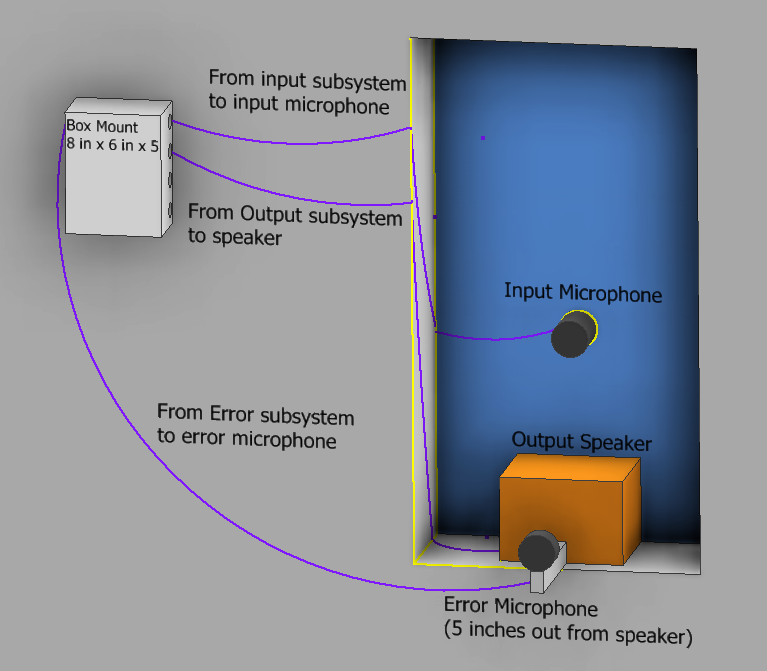 From input subsystem
to input microphone
Box Mount
8 in x 6 in x 5
From Output subsystem
to speaker
Input Microphone
From Error subsystem
to error microphone
Output Speaker
Error Microphone
(5 inches out from speaker)